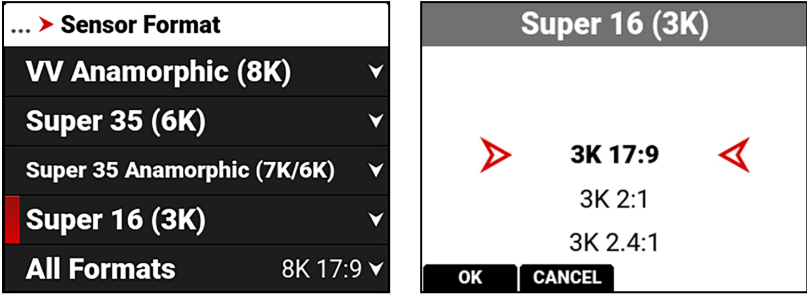 ... Sensor Format
VV Anamorphic (8K)
Super 35 (6K)
Super 35 Anamorphic (7K/6K)
Super 16 (3K)
All Formats 8K 17:9
Super 16 (3K)
3K 17:9
3K 2:1
3K 2.4:1
OK CANCEL